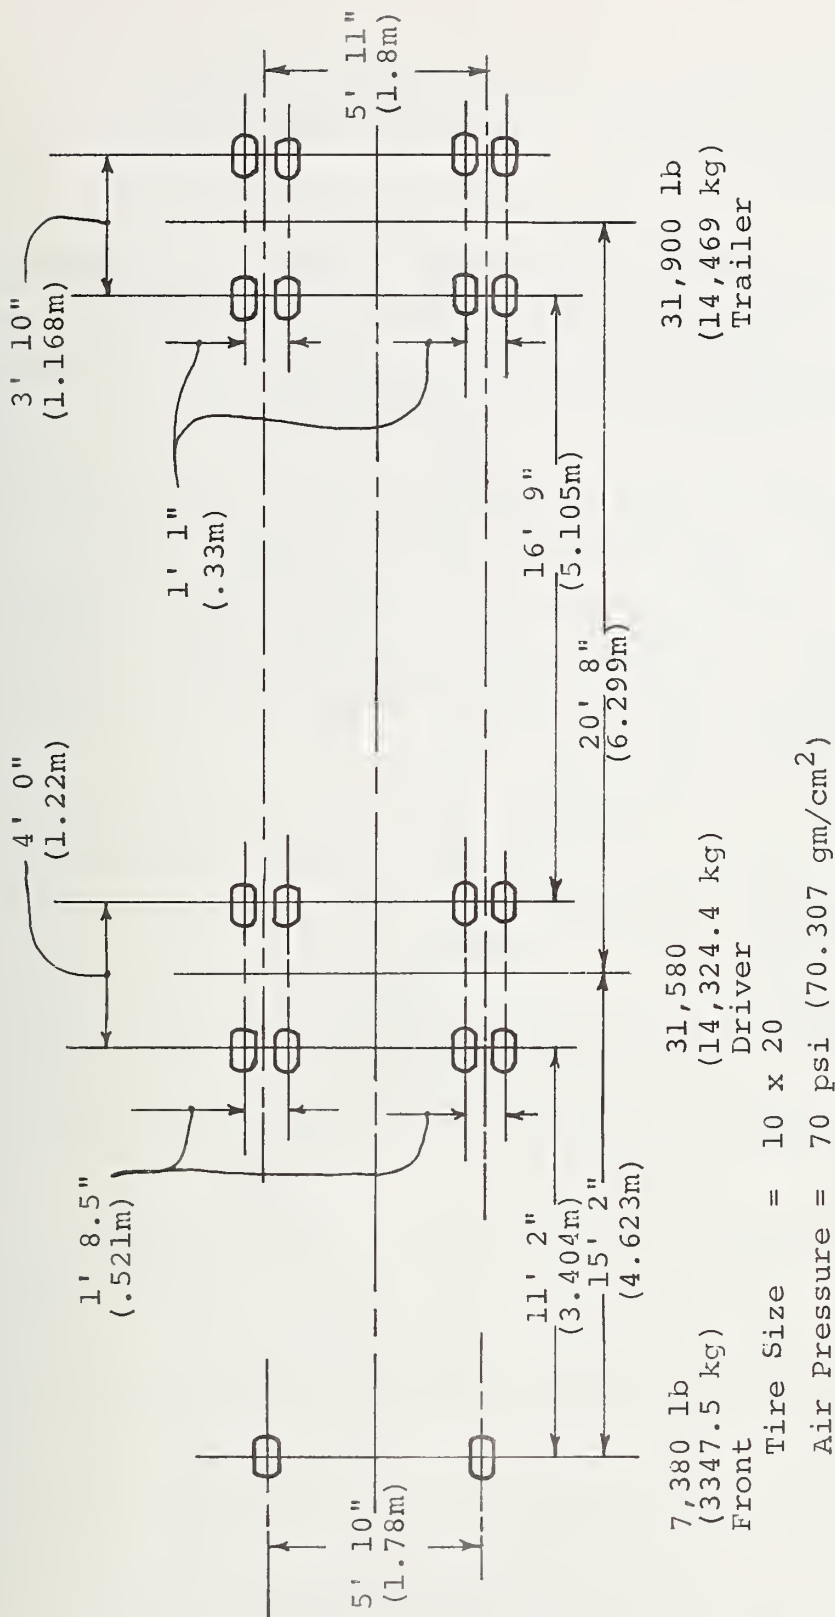 3' 10"
(1.168m)
4' 0"
(1.22m)
1' 1"
(.33m)
1' 8.5"
(.521m)
5' 11"
(1.8m)
5' 10"
(1.78m)
16' 9"
(5.105m)
20' 8"
(6.299m)
11' 2"
(3.404m)
15' 2"
(4.623m)
7,380 lb
(3347.5 kg)
Front
31,580
(14,324.4 kg)
Driver
31,900 lb
(14,469 kg)
Trailer
Tire Size = 10 x 20
Air Pressure = 70 psi (70.307 gm/cm²)